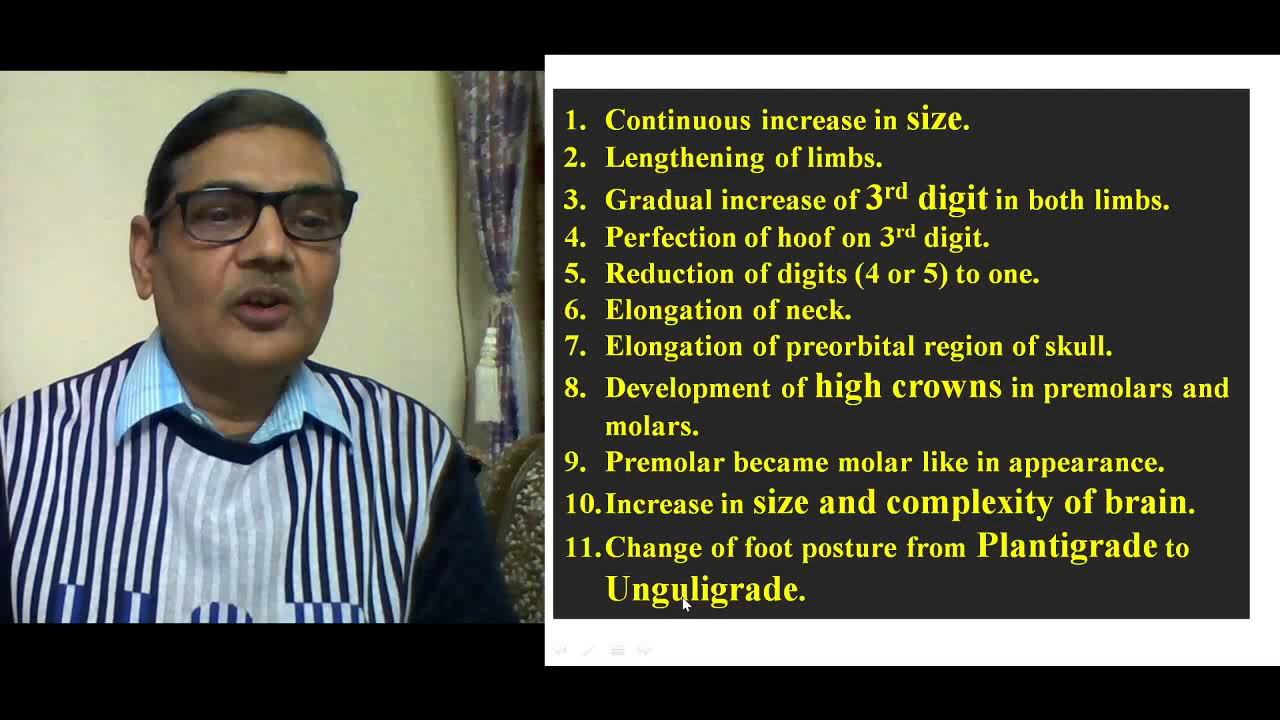 1. Continuous increase in size.
2. Lengthening of limbs.
3. Gradual increase of 3rd digit in both limbs.
4. Perfection of hoof on 3rd digit.
5. Reduction of digits (4 or 5) to one.
6. Elongation of neck.
7. Elongation of preorbital region of skull.
8. Development of high crowns in premolars and
molars.
9. Premolar became molar like in appearance.
10. Increase in size and complexity of brain.
11. Change of foot posture from Plantigrade to
Unguligrade.